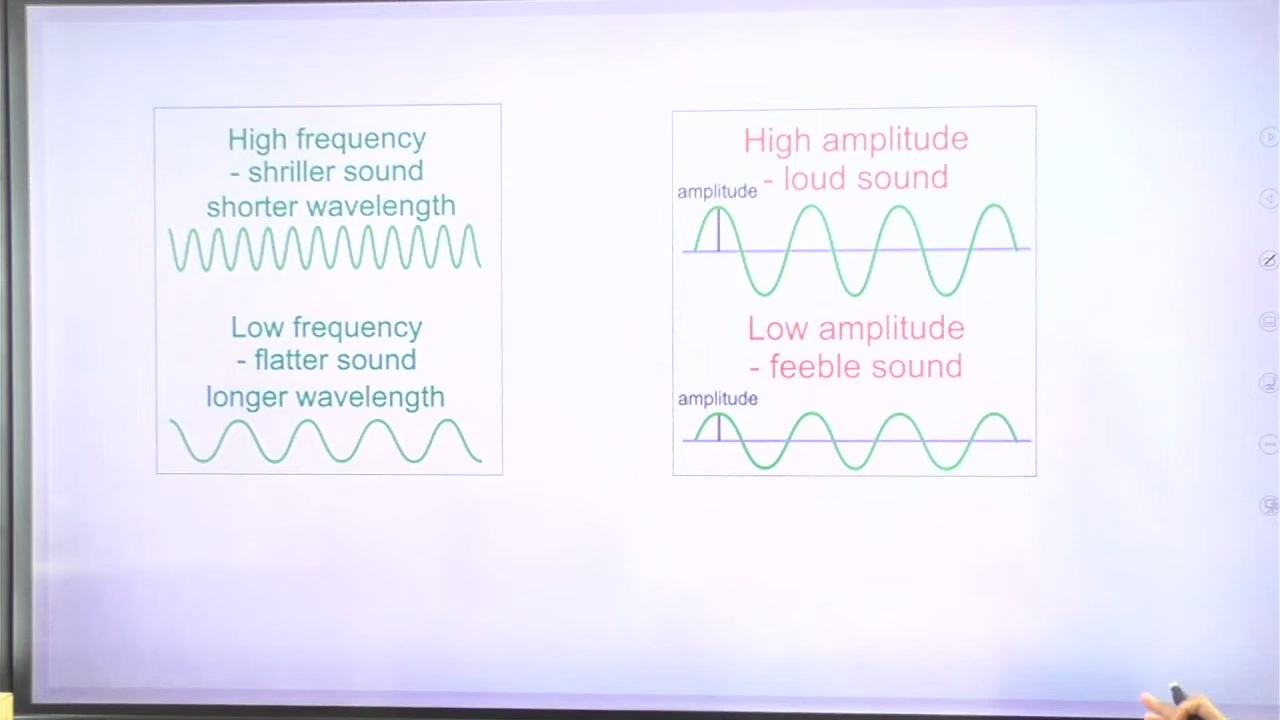 High frequency
- shriller sound
shorter wavelength
Low frequency
- flatter sound
longer wavelength
High amplitude
- loud sound
amplitude
Low amplitude
- feeble sound
amplitude